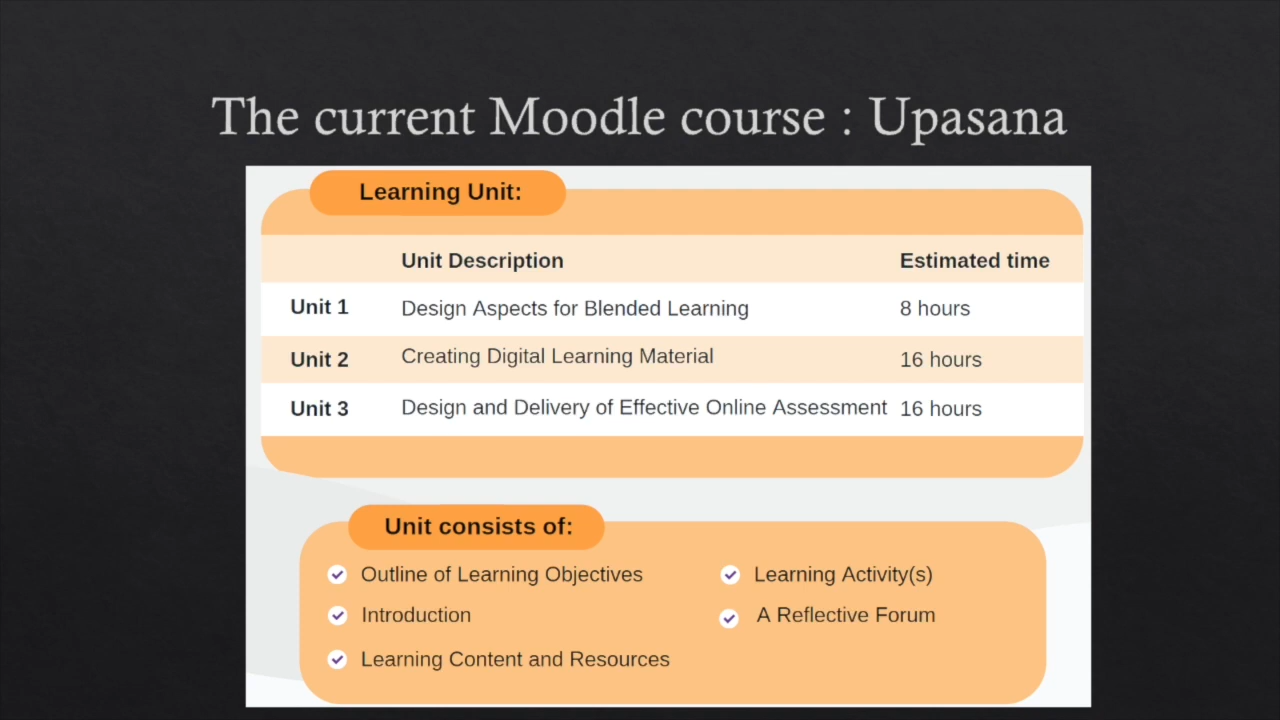 The current Moodle course : Upasana
Learning Unit:
Unit Description Estimated time
Unit 1 Design Aspects for Blended Learning 8 hours
Unit 2 Creating Digital Learning Material 16 hours
Unit 3 Design and Delivery of Effective Online Assessment 16 hours
Unit consists of:
Outline of Learning Objectives
Introduction
Learning Content and Resources
Learning Activity(s)
A Reflective Forum